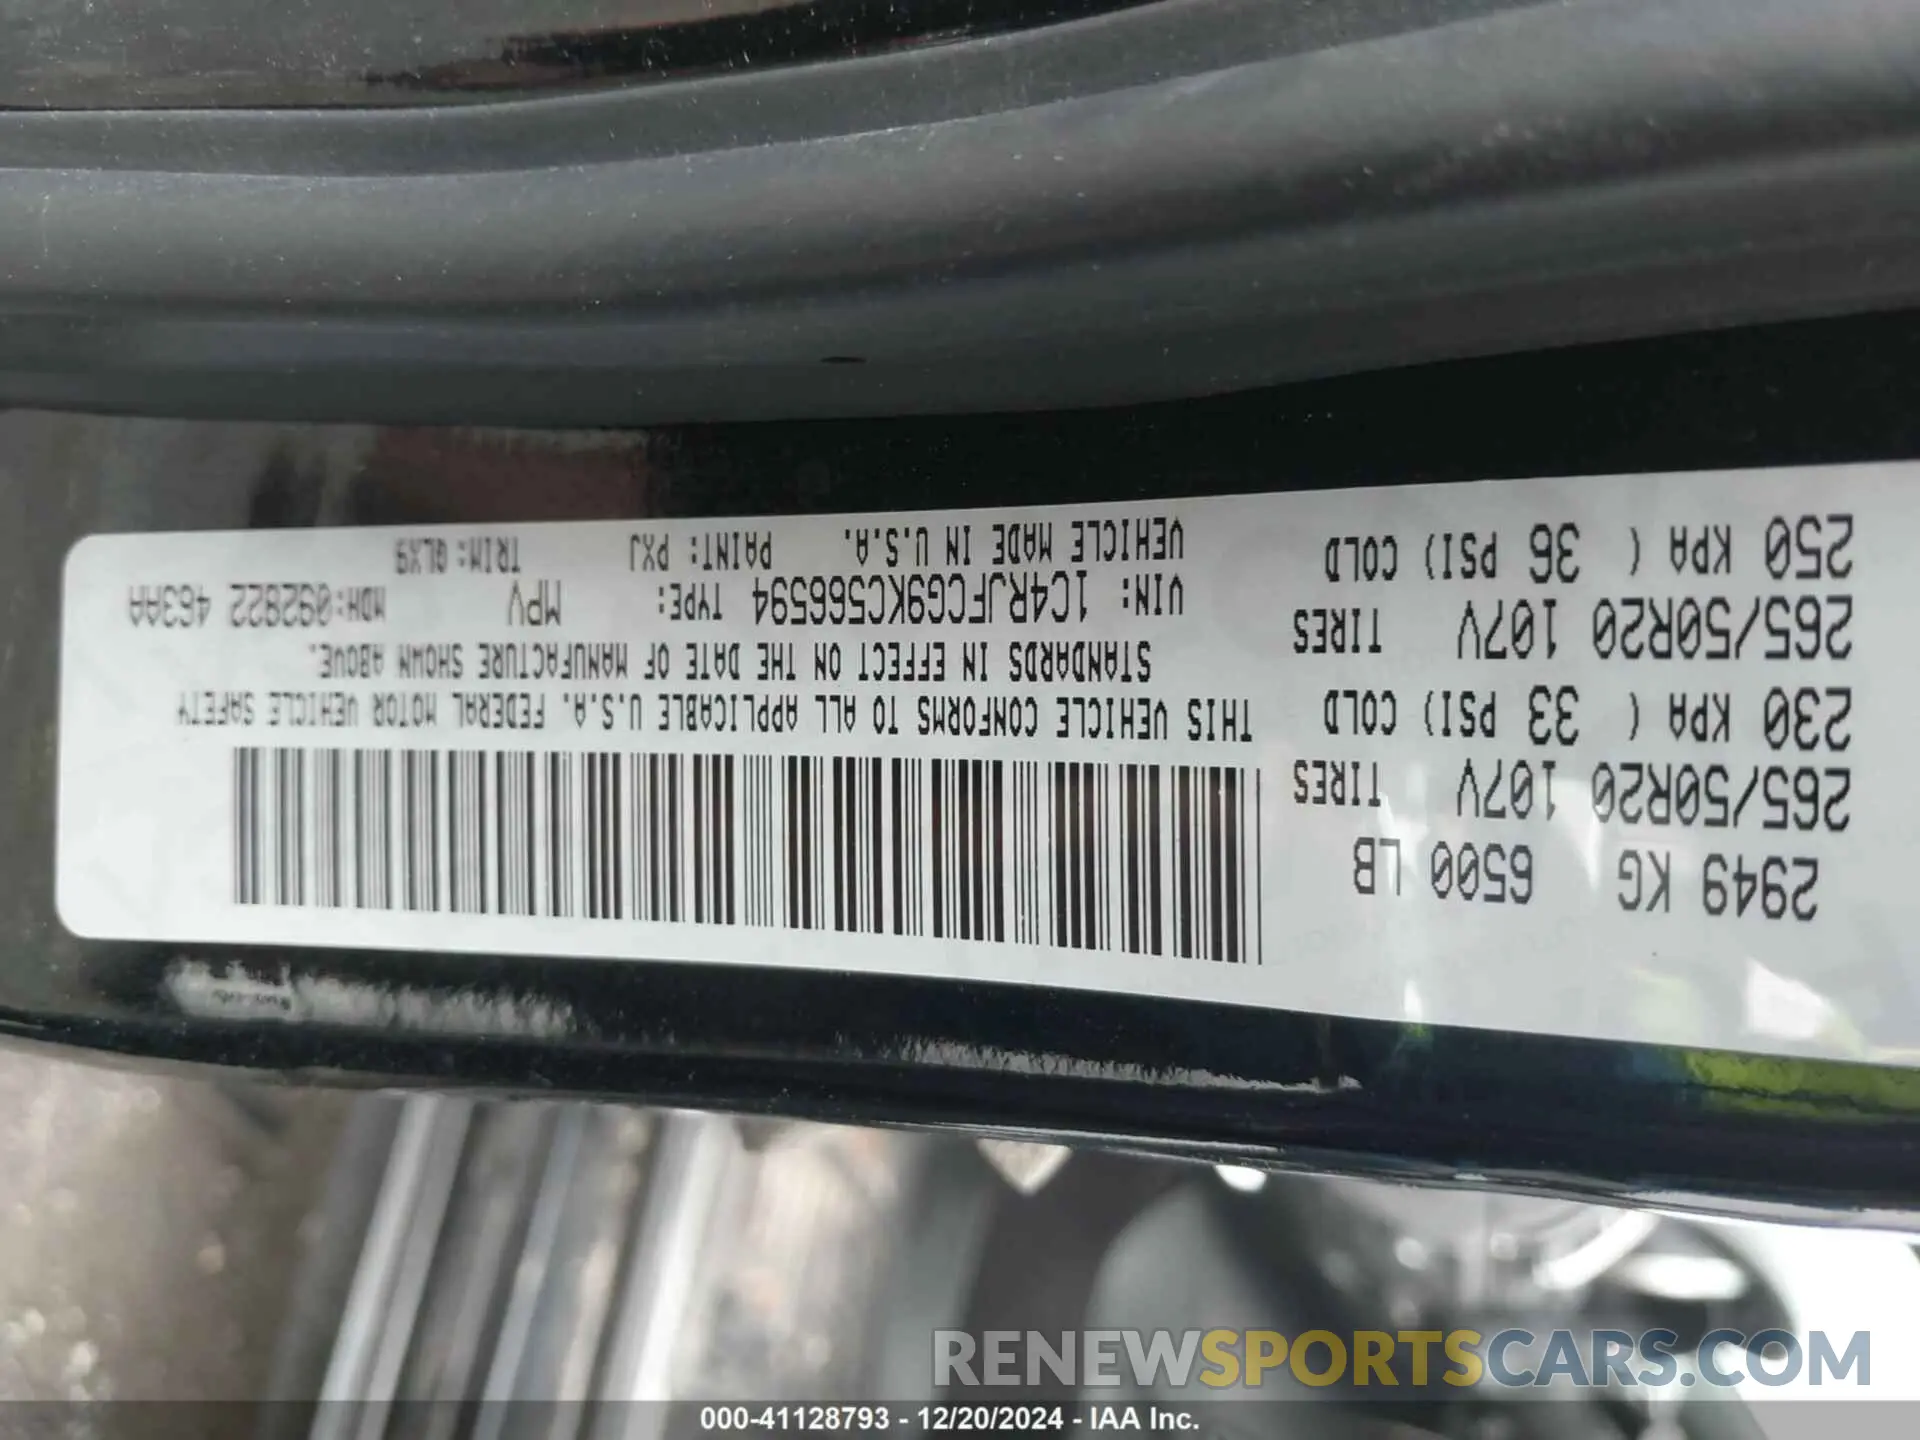 2949 KG 6500 LB
265/50R20 107V TIRES
230 KPA ( 33 PSI) COLD
265/50R20 107V TIRES
250 KPA ( 36 PSI) COLD
THIS VEHICLE CONFORMS TO ALL APPLICABLE U.S.A. FEDERAL MOTOR VEHICLE SAFETY
STANDARDS IN EFFECT ON THE DATE OF MANUFACTURE SHOWN ABOVE.
VIN: 1C4RJFCG9KC566594 TYPE: MPV MDH:092822 463AA
VEHICLE MADE IN U.S.A. PAINT: PXJ TRIM:QLX9
RENEWSPORTSCARS.COM
000-41128793 - 12/20/2024 - IAA Inc.